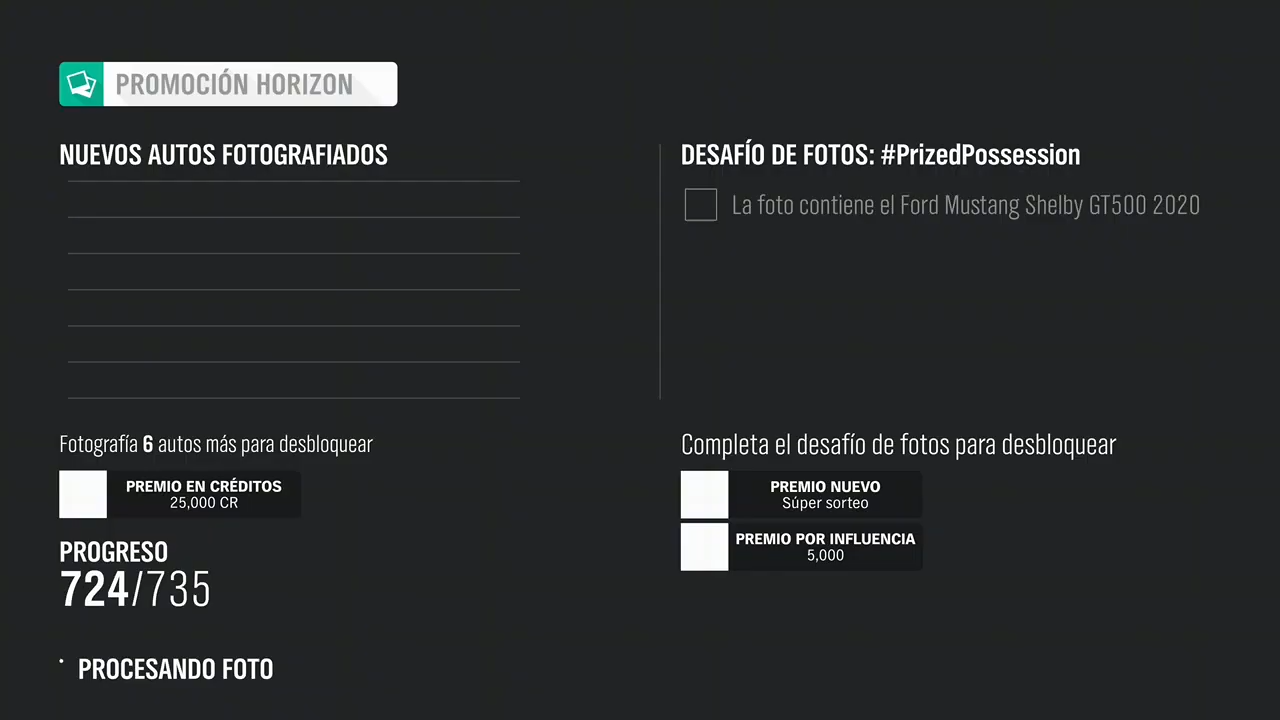 PROMOCIÓN HORIZON
NUEVOS AUTOS FOTOGRAFIADOS
Fotografía 6 autos más para desbloquear
PREMIO EN CRÉDITOS
25,000 CR
PROGRESO
724/735
PROCESANDO FOTO
DESAFÍO DE FOTOS: #PrizedPossession
La foto contiene el Ford Mustang Shelby GT500 2020
Completa el desafío de fotos para desbloquear
PREMIO NUEVO
Súper sorteo
PREMIO POR INFLUENCIA
5,000